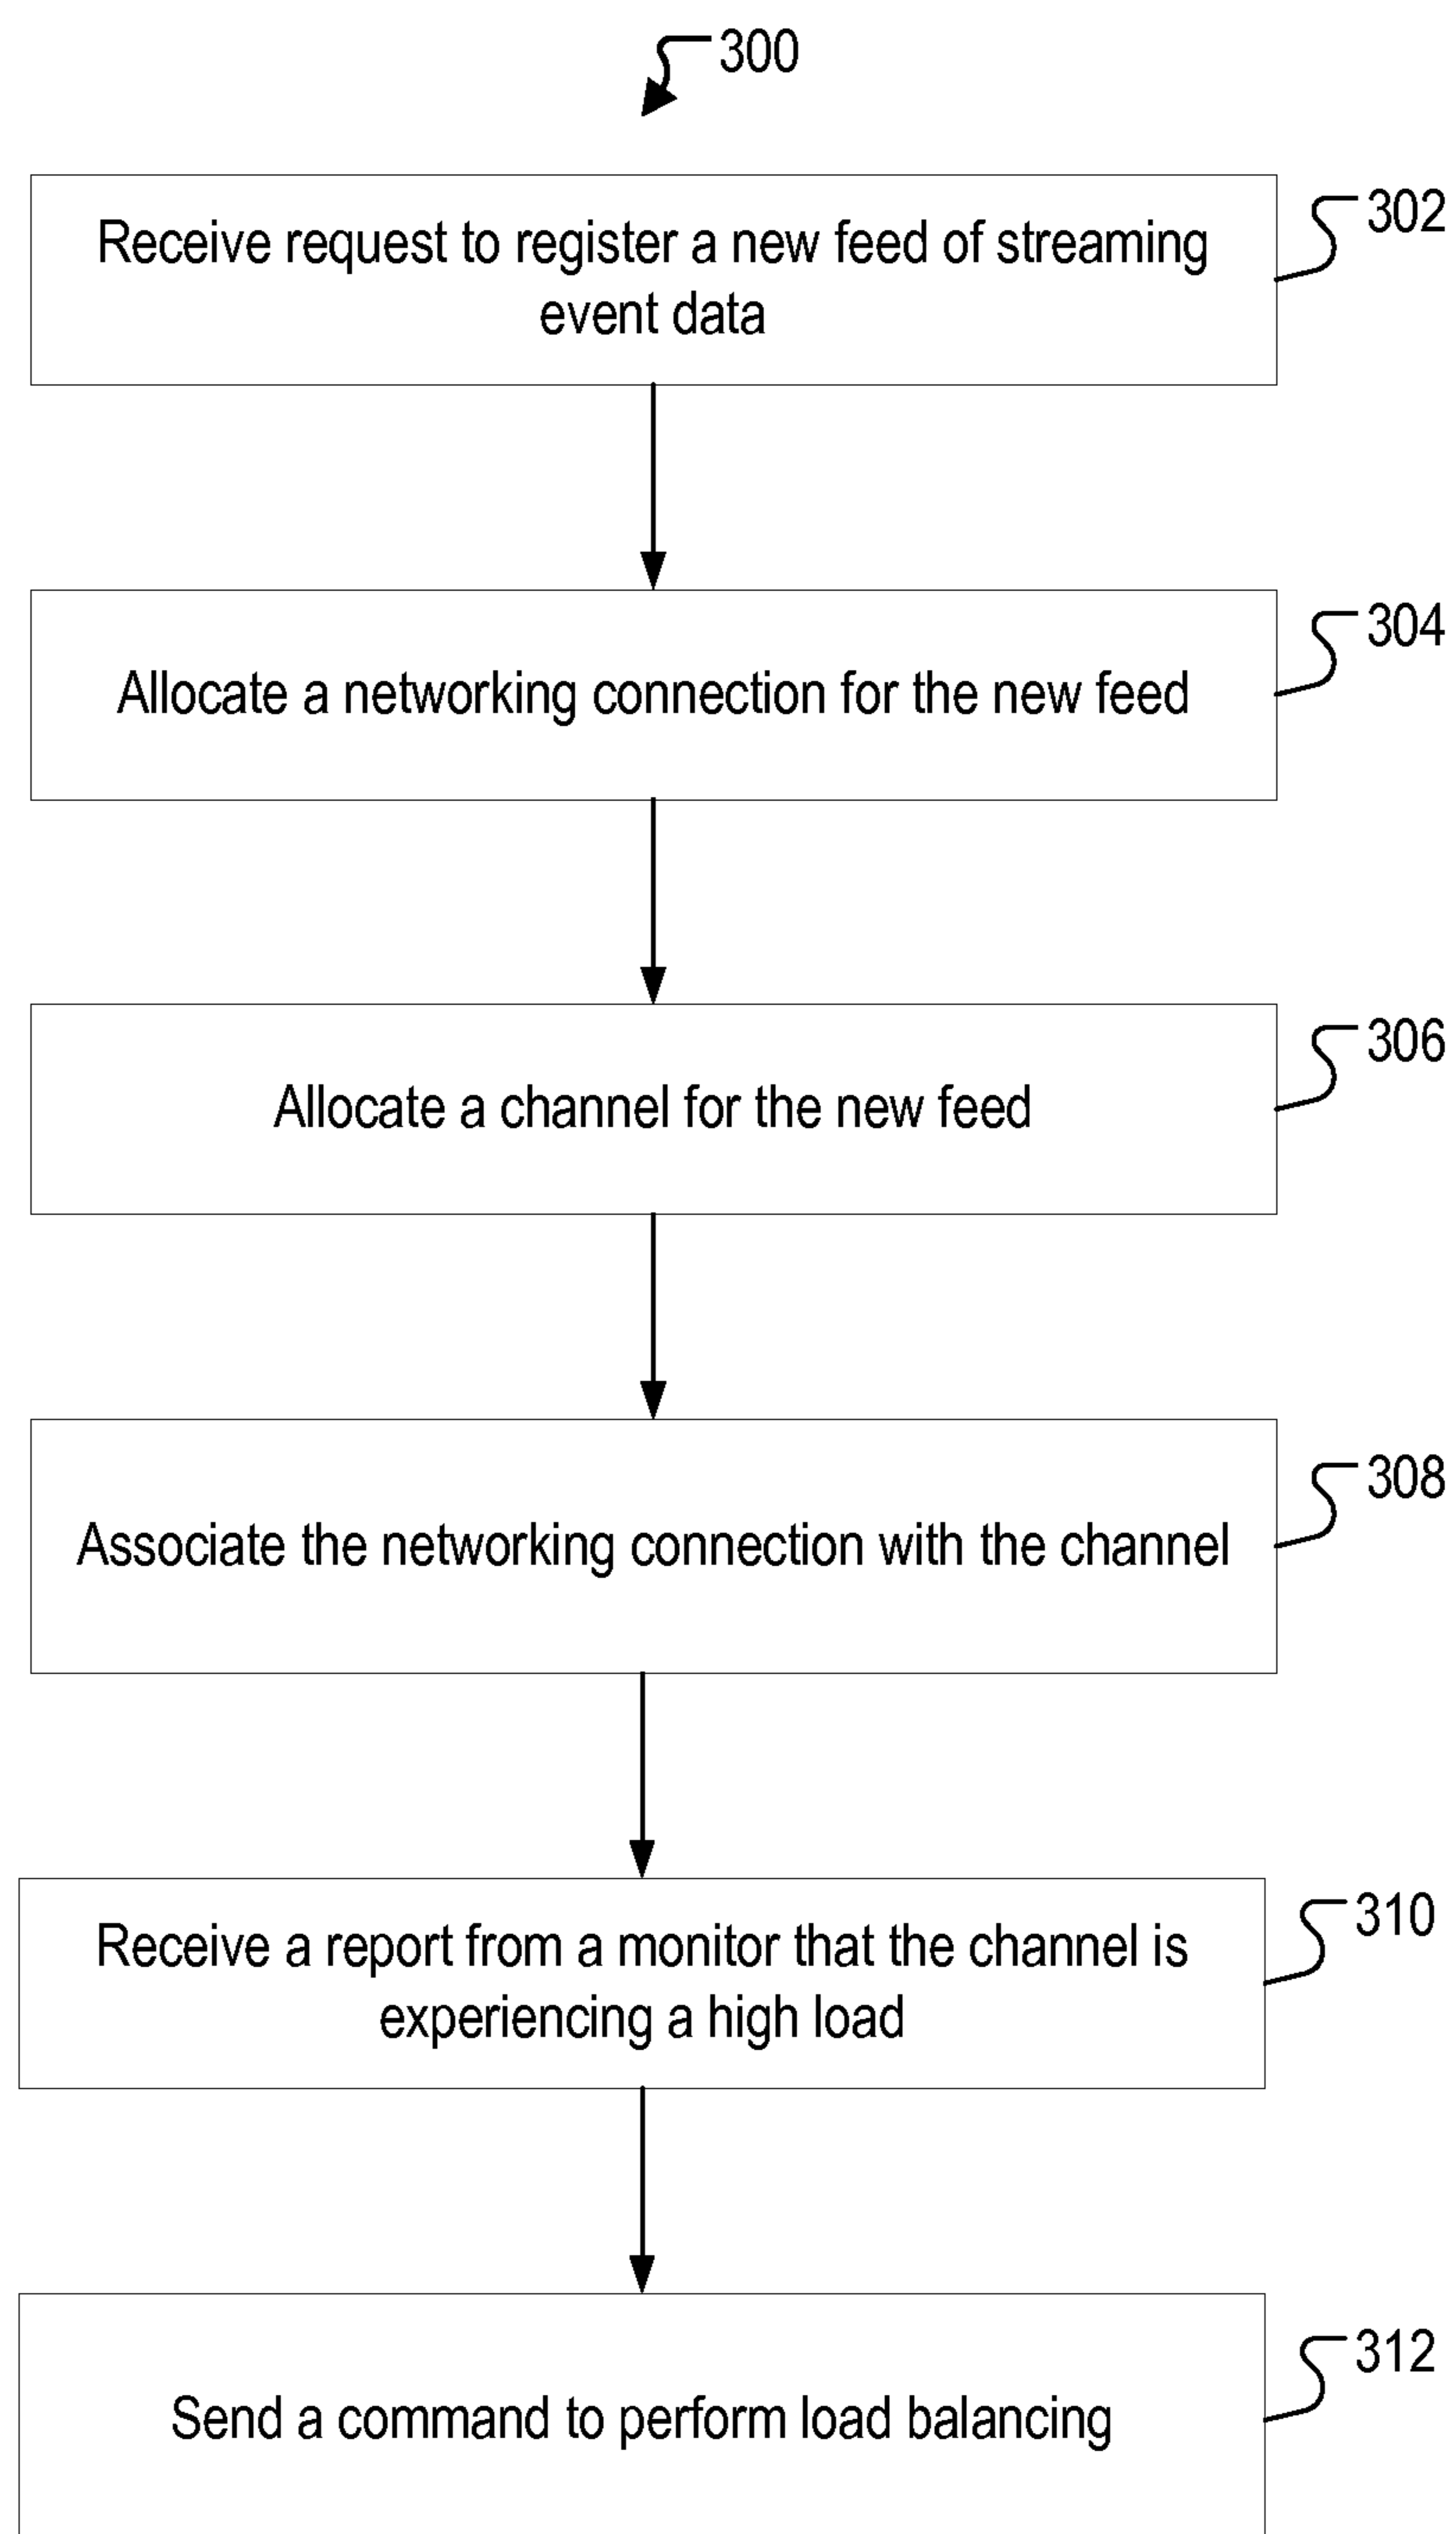 300
Receive request to register a new feed of streaming
event data
302
Allocate a networking connection for the new feed
304
Allocate a channel for the new feed
306
Associate the networking connection with the channel
308
Receive a report from a monitor that the channel is
experiencing a high load
310
Send a command to perform load balancing
312